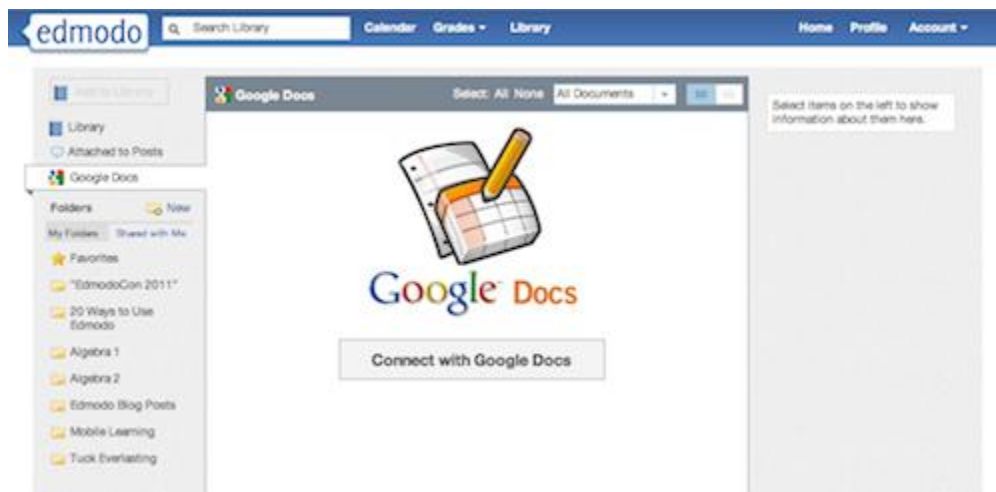 edmodo
Search Library
Calendar Grades Library
Home Profile Account
Add to Library
Library
Attached to Posts
Google Docs
Folders New
My Folders Shared with Me
Favorites
"EdmodoCon 2011"
20 Ways to Use
Edmodo
Algebra 1
Algebra 2
Edmodo Blog Posts
Mobile Learning
Tuck Everlasting
Google Docs Select: All None All Documents
Google Docs
Connect with Google Docs
Select items on the left to show
information about them here.